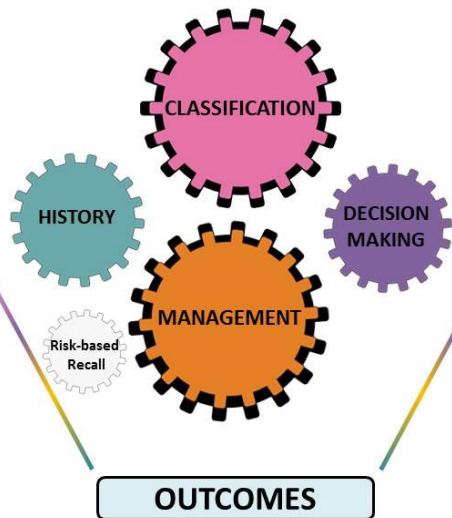 CLASSIFICATION
HISTORY
DECISION
MAKING
MANAGEMENT
Risk-based
Recall
OUTCOMES